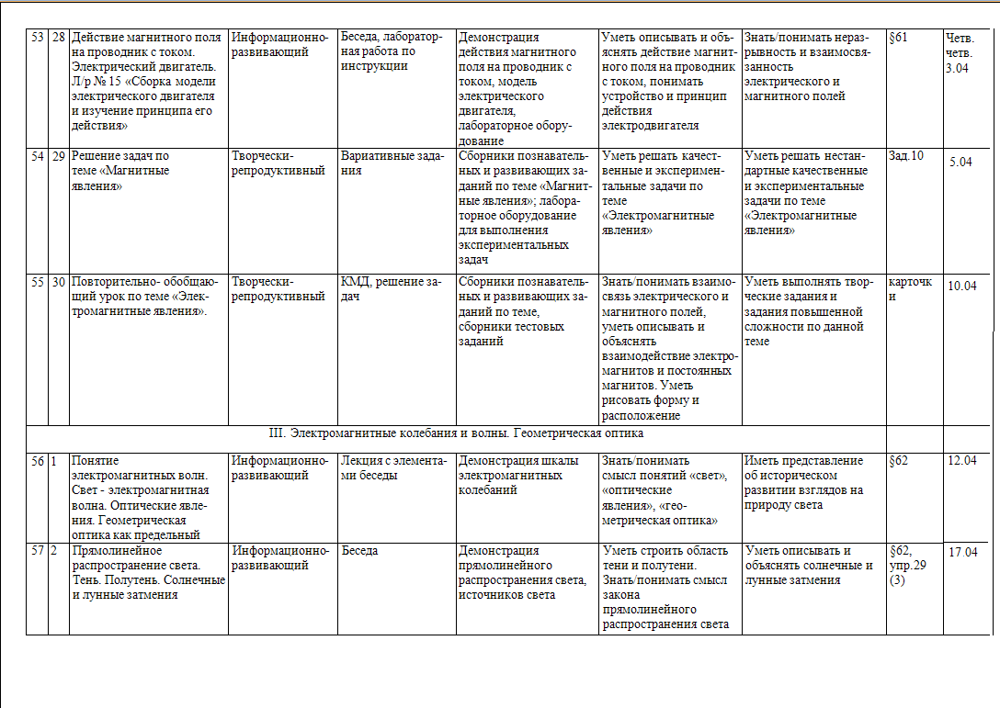 53
28
Действие магнитного поля
на проводник с током.
Электрический двигатель.
Л/р № 15 «Сборка модели
электрического двигателя
и изучение принципа его
действия»
Информационно-
развивающий
Беседа, лаборатор-
ная работа по
инструкции
Демонстрация
действия магнитного
поля на проводник с
током, модель
электрического
двигателя,
лабораторное обору-
дование
Уметь описывать и объ-
яснять действие магнит-
ного поля на проводник
с током, понимать
устройство и принцип
действия
электродвигателя
Знать/понимать нераз-
рывность и взаимосвя-
занность
электрического и
магнитного полей
§61
Четв.
четв.
3.04
54
29
Решение задач по
теме «Магнитные
явления»
Творчески-
репродуктивный
Вариативные зада-
ния
Сборники познаватель-
ных и развивающих за-
даний по теме «Магнит-
ные явления»; лабора-
торное оборудование
для выполнения
экспериментальных
задач
Уметь решать качест-
венные и эксперимен-
тальные задачи по
теме
«Электромагнитные
явления»
Уметь решать нестан-
дартные качественные
и экспериментальные
задачи по теме
«Электромагнитные
явления»
Зад.10
5.04
55
30
Повторительно- обобщаю-
щий урок по теме «Элек-
тромагнитные явления».
Творчески-
репродуктивный
КМД, решение за-
дач
Сборники познаватель-
ных и развивающих за-
даний по теме,
сборники тестовых
заданий
Знать/понимать взаимо-
связь электрического и
магнитного полей,
уметь описывать и
объяснять
взаимодействие электро-
магнитов и постоянных
магнитов. Уметь
рисовать форму и
расположение
Уметь выполнять твор-
ческие задания и
задания повышенной
сложности по данной
теме
карточк
и
10.04
III. Электромагнитные колебания и волны. Геометрическая оптика
56
1
Понятие
электромагнитных волн.
Свет - электромагнитная
волна. Оптические явле-
ния. Геометрическая
оптика как предельный
Информационно-
развивающий
Лекция с элемента-
ми беседы
Демонстрация шкалы
электромагнитных
колебаний
Знать/понимать
смысл понятий «свет»,
«оптические
явления», «гео-
метрическая оптика»
Иметь представление
об историческом
развитии взглядов на
природу света
§62
12.04
57
2
Прямолинейное
распространение света.
Тень. Полутень. Солнечные
и лунные затмения
Информационно-
развивающий
Беседа
Демонстрация
прямолинейного
распространения света,
источников света
Уметь строить область
тени и полутени.
Знать/понимать смысл
закона
прямолинейного
распространения света
Уметь описывать и
объяснять солнечные и
лунные затмения
§62,
упр.29
(3)
17.04